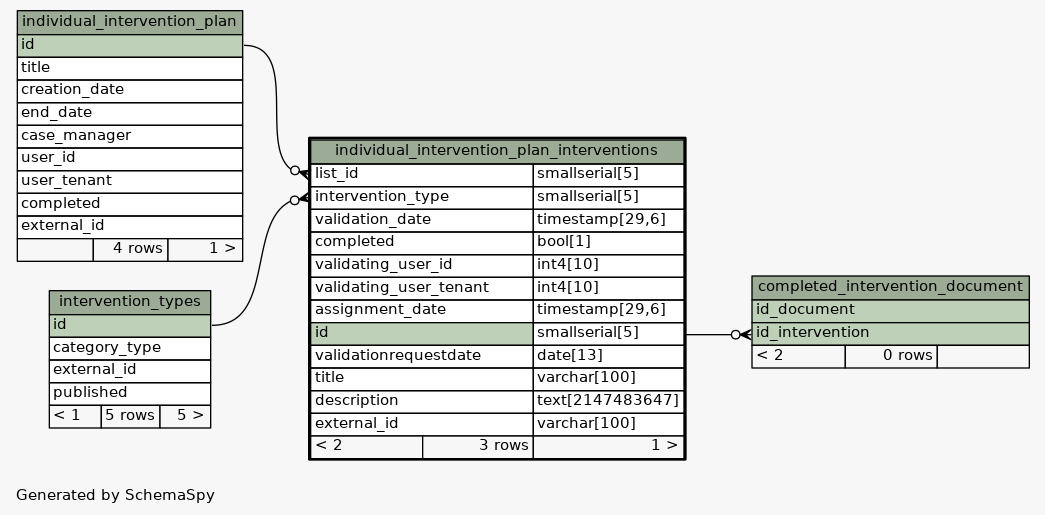 individual_intervention_plan
id
title
creation_date
end_date
case_manager
user_id
user_tenant
completed
external_id
4 rows 1 >
intervention_types
id
category_type
external_id
published
< 1 5 rows 5 >
individual_intervention_plan_interventions
list_id smallserial[5]
intervention_type smallserial[5]
validation_date timestamp[29,6]
completed bool[1]
validating_user_id int4[10]
validating_user_tenant int4[10]
assignment_date timestamp[29,6]
id smallserial[5]
validationrequestdate date[13]
title varchar[100]
description text[2147483647]
external_id varchar[100]
< 2 3 rows 1 >
completed_intervention_document
id_document
id_intervention
< 2 0 rows
Generated by SchemaSpy